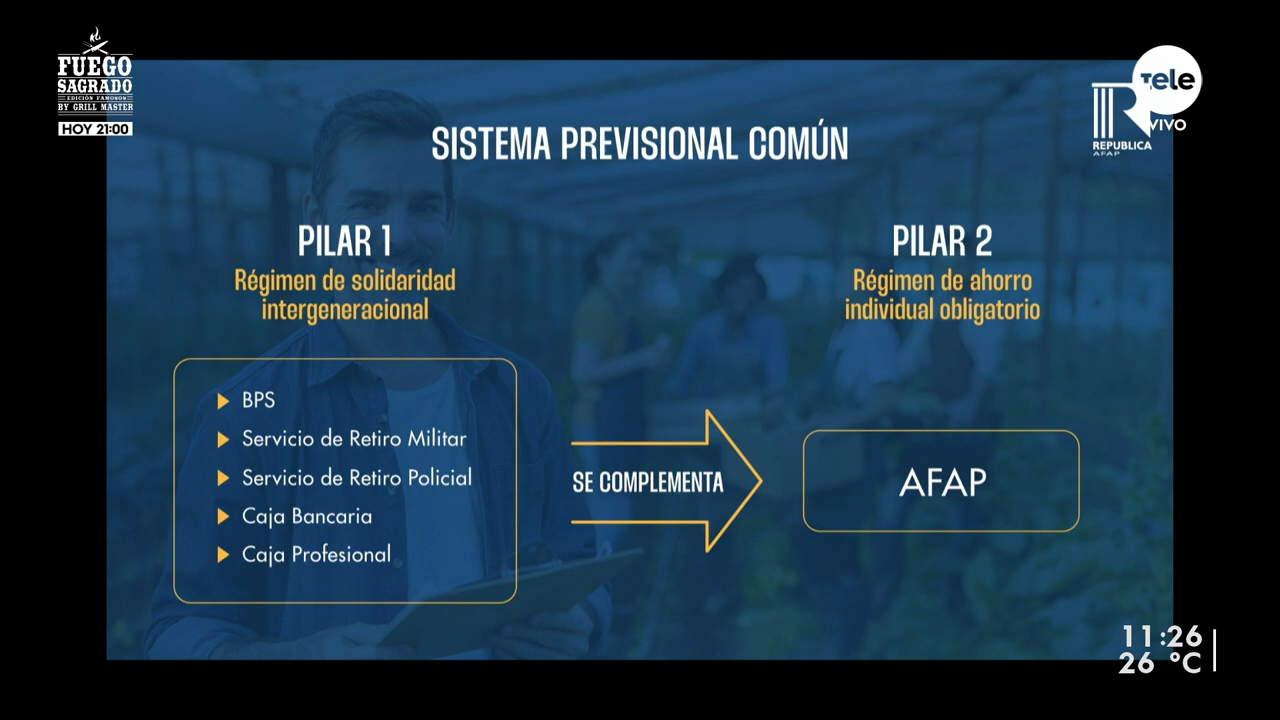 FUEGO
SAGRADO
EDICIÓN FAMOSOS
BY GRILL MASTER
HOY 21:00
tele
VIVO
REPUBLICA
AFAP
SISTEMA PREVISIONAL COMÚN
PILAR 1
Régimen de solidaridad
intergeneracional
BPS
Servicio de Retiro Militar
Servicio de Retiro Policial
Caja Bancaria
Caja Profesional
SE COMPLEMENTA
PILAR 2
Régimen de ahorro
individual obligatorio
AFAP
11:26
26 °C